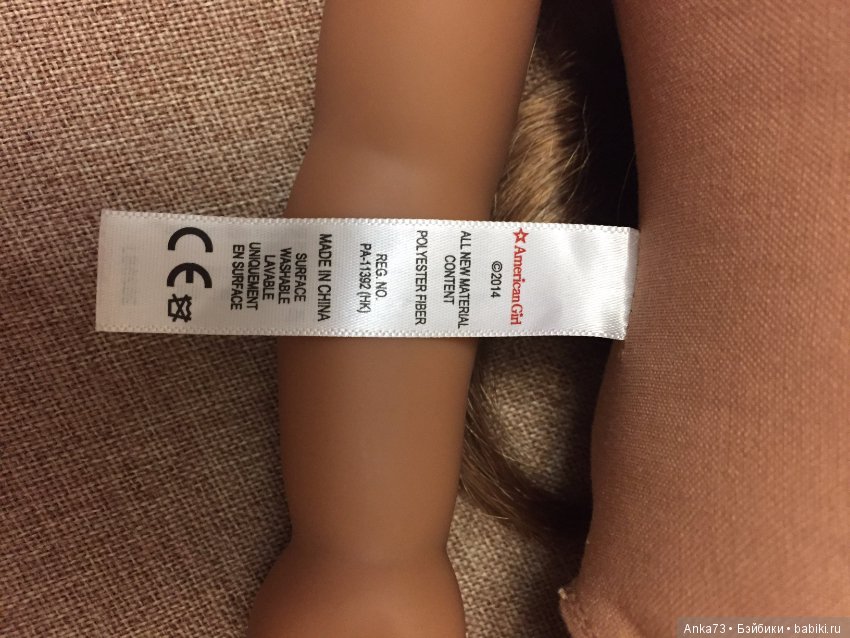 AmericanGirl
©2014
ALL NEW MATERIAL
CONTENT
POLYESTER FIBER
REG. NO.
PA-11392 (HK)
MADE IN CHINA
SURFACE
WASHABLE
LAVABLE
UNIQUEMENT
EN SURFACE
CE
Anka73 • Бэйбики • babiki.ru